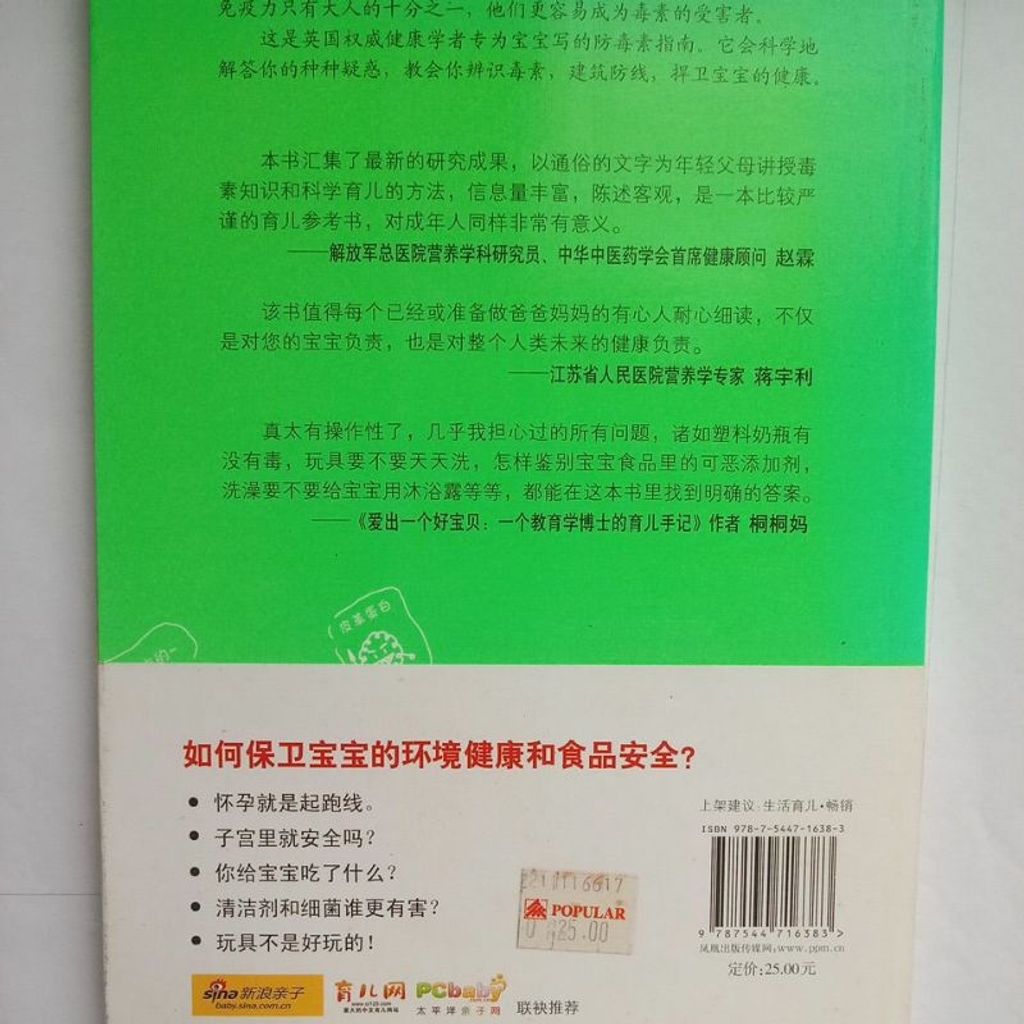 免疫力只有大人的十分之一，他们更容易成为毒素的受害者。
这是英国权威健康学者专为宝宝写的防毒素指南。它会科学地
解答你的种种疑惑，教会你辨识毒素，建筑防线，捍卫宝宝的健康。
本书汇集了最新的研究成果，以通俗的文字为年轻父母讲授毒
素知识和科学育儿的方法，信息量丰富，陈述客观，是一本比较严
谨的育儿参考书，对成年人同样非常有意义。
——解放军总医院营养学科研究员、中华中医药学会首席健康顾问 赵霖
该书值得每个已经或准备做爸爸妈妈的有心人耐心细读，不仅
是对您的宝宝负责，也是对整个人类未来的健康负责。
——江苏省人民医院营养学专家 蒋宇利
真太有操作性了，几乎我担心过的所有问题，诸如塑料奶瓶有
没有毒，玩具要不要天天洗，怎样鉴别宝宝食品里的可恶添加剂，
洗澡要不要给宝宝用沐浴露等等，都能在这本书里找到明确的答案。
——《爱出一个好宝贝：一个教育学博士的育儿手记》作者 桐桐妈
皮革蛋白
如何保卫宝宝的环境健康和食品安全？
• 怀孕就是起跑线。
• 子宫里就安全吗？
• 你给宝宝吃了什么？
• 清洁剂和细菌谁更有害？
• 玩具不是好玩的！
上架建议：生活育儿·畅销
ISBN 978-7-5447-1638-3
9 787544 716383 >
凤凰出版传媒网：www.ppm.cn
定价：25.00元
POPULAR
25.00
sina 新浪亲子
baby.sina.com.cn
育儿网
PCbaby
太平洋亲子网
联袂推荐